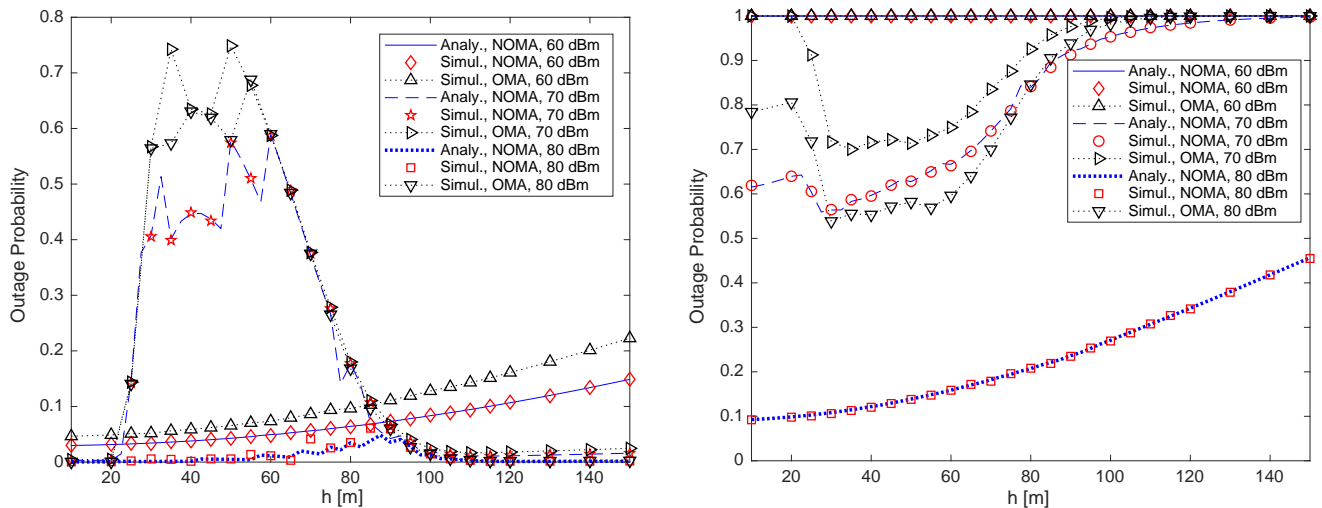 Outage Probability
0.8
0.7
0.6
0.5
0.4
0.3
0.2
0.1
0
20
40
60
80
100
120
140
h [m]
Analy., NOMA, 60 dBm
Simul., NOMA, 60 dBm
Simul., OMA, 60 dBm
Analy., NOMA, 70 dBm
Simul., NOMA, 70 dBm
Simul., OMA, 70 dBm
Analy., NOMA, 80 dBm
Simul., NOMA, 80 dBm
Simul., OMA, 80 dBm
Outage Probability
1
0.9
0.8
0.7
0.6
0.5
0.4
0.3
0.2
0.1
0
20
40
60
80
100
120
140
h [m]
Analy., NOMA, 60 dBm
Simul., NOMA, 60 dBm
Simul., OMA, 60 dBm
Analy., NOMA, 70 dBm
Simul., NOMA, 70 dBm
Simul., OMA, 70 dBm
Analy., NOMA, 80 dBm
Simul., NOMA, 80 dBm
Simul., OMA, 80 dBm